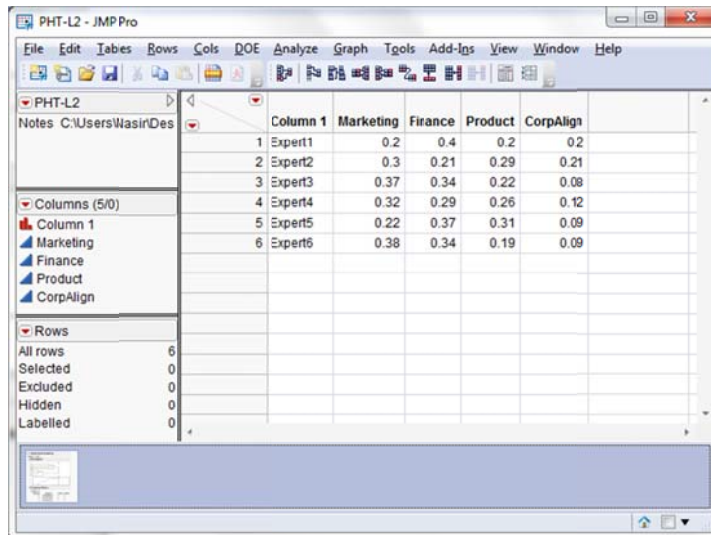 PHT-L2 - JMP Pro
File Edit Tables Rows Cols DOE Analyze Graph Tools Add-Ins View Window Help
PHT-L2
Notes C:\Users\Nasir\Des
Columns (5/0)
Column 1
Marketing
Finance
Product
CorpAlign
Rows
All rows 6
Selected 0
Excluded 0
Hidden 0
Labelled 0
Column 1 Marketing Finance Product CorpAlign
1 Expert1 0.2 0.4 0.2 0.2
2 Expert2 0.3 0.21 0.29 0.21
3 Expert3 0.37 0.34 0.22 0.08
4 Expert4 0.32 0.29 0.26 0.12
5 Expert5 0.22 0.37 0.31 0.09
6 Expert6 0.38 0.34 0.19 0.09